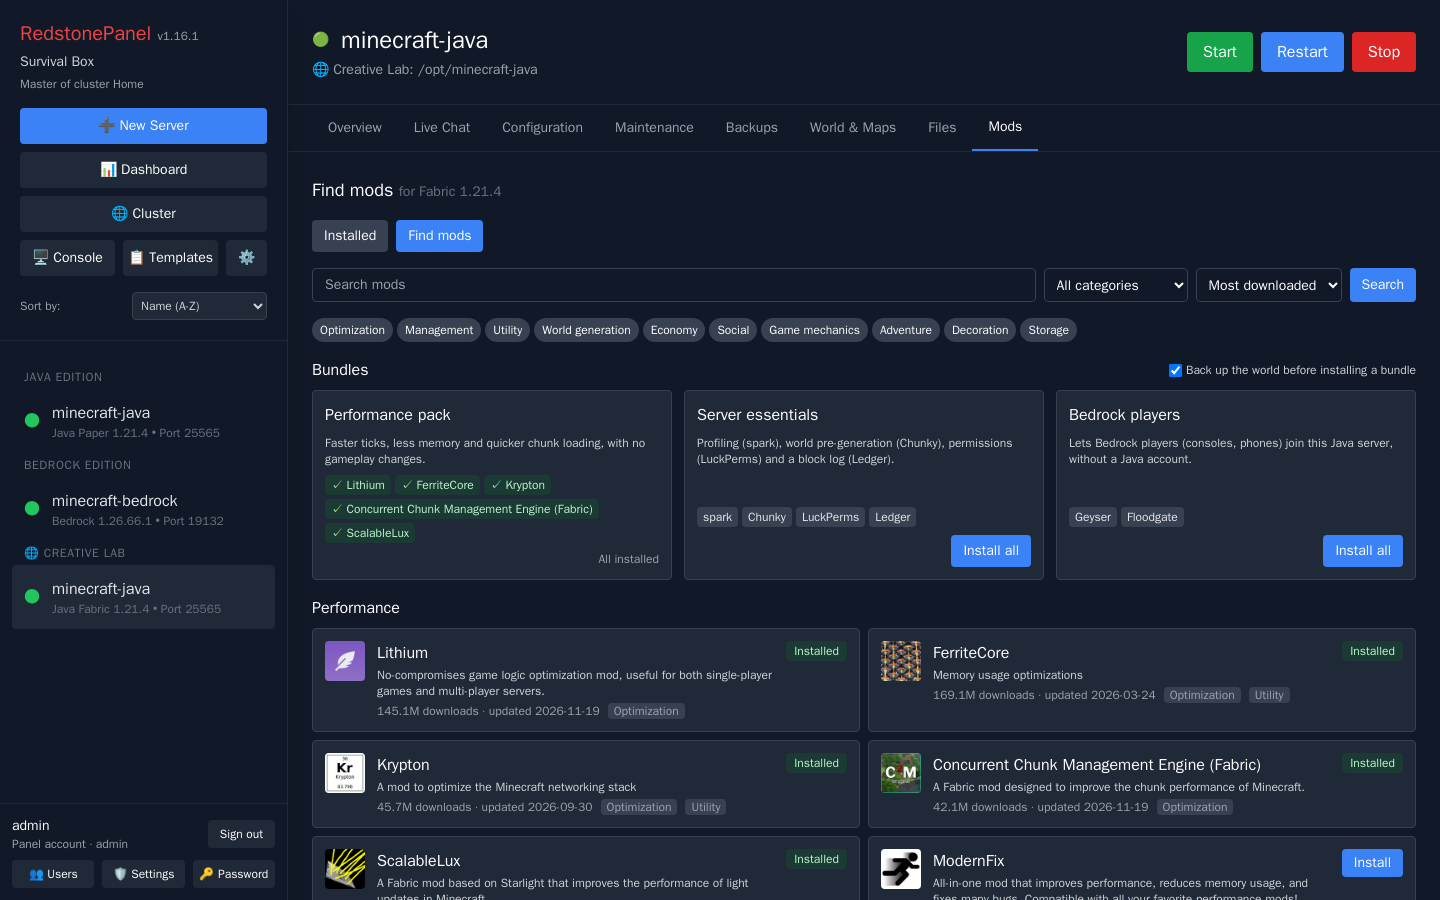 RedstonePanel v1.16.1
Survival Box
Master of cluster Home
➕ New Server
📊 Dashboard
🌐 Cluster
🖥️ Console
📋 Templates
⚙️
Sort by:
Name (A-Z)
JAVA EDITION
minecraft-java
Java Paper 1.21.4 • Port 25565
BEDROCK EDITION
minecraft-bedrock
Bedrock 1.26.66.1 • Port 19132
🌐 CREATIVE LAB
minecraft-java
Java Fabric 1.21.4 • Port 25565
admin
Panel account · admin
Sign out
👥 Users
🛡️ Settings
🔑 Password
minecraft-java
🌐 Creative Lab: /opt/minecraft-java
Start
Restart
Stop
Overview
Live Chat
Configuration
Maintenance
Backups
World & Maps
Files
Mods
Find mods for Fabric 1.21.4
Installed
Find mods
Search mods
All categories
Most downloaded
Search
Optimization
Management
Utility
World generation
Economy
Social
Game mechanics
Adventure
Decoration
Storage
Bundles
Back up the world before installing a bundle
Performance pack
Faster ticks, less memory and quicker chunk loading, with no
gameplay changes.
✓ Lithium
✓ FerriteCore
✓ Krypton
✓ Concurrent Chunk Management Engine (Fabric)
✓ ScalableLux
All installed
Server essentials
Profiling (spark), world pre-generation (Chunky), permissions
(LuckPerms) and a block log (Ledger).
spark
Chunky
LuckPerms
Ledger
Install all
Bedrock players
Lets Bedrock players (consoles, phones) join this Java server,
without a Java account.
Geyser
Floodgate
Install all
Performance
Lithium
Installed
No-compromises game logic optimization mod, useful for both single-player
games and multi-player servers.
145.1M downloads · updated 2026-11-19
Optimization
FerriteCore
Installed
Memory usage optimizations
169.1M downloads · updated 2026-03-24
Optimization
Utility
Kr
Krypton
Krypton
Installed
A mod to optimize the Minecraft networking stack
45.7M downloads · updated 2026-09-30
Optimization
Utility
Concurrent Chunk Management Engine (Fabric)
Installed
A Fabric mod designed to improve the chunk performance of Minecraft.
42.1M downloads · updated 2026-11-19
Optimization
ScalableLux
Installed
A Fabric mod based on Starlight that improves the performance of light
updates in Minecraft
ModernFix
Install
All-in-one mod that improves performance, reduces memory usage, and
fixes many bugs. Compatible with all your favorite performance mods!